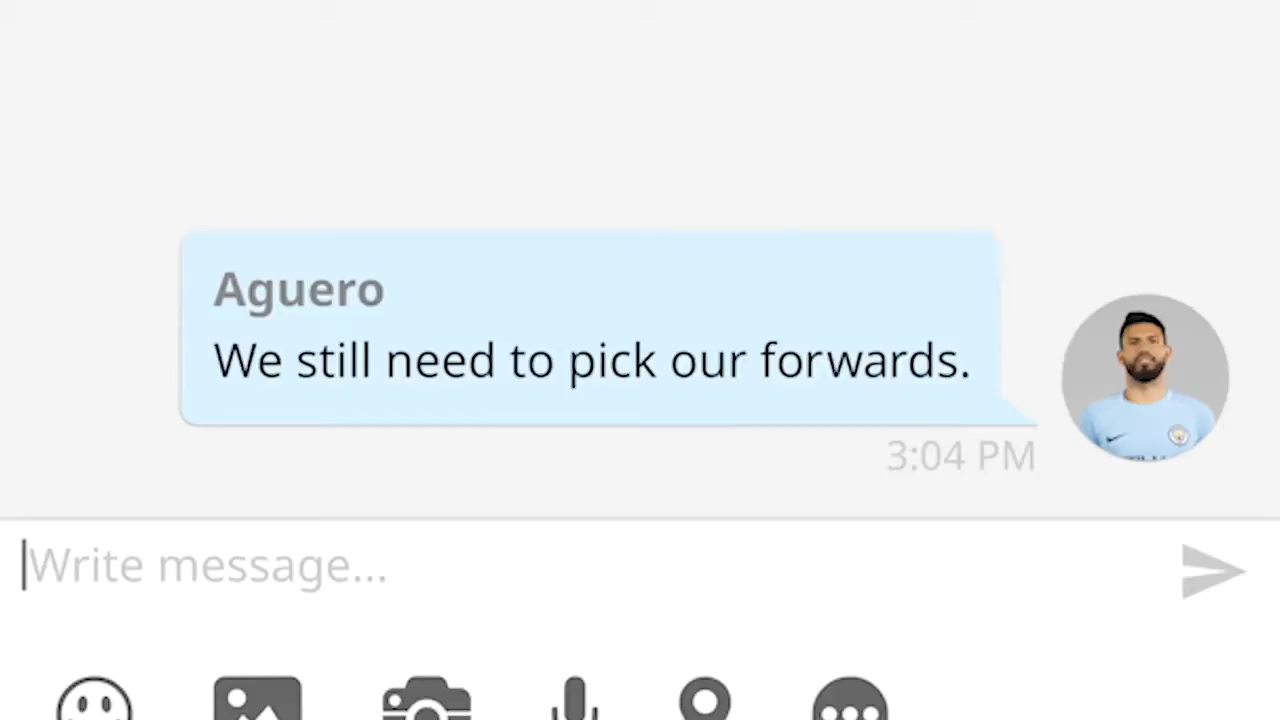 Aguero
We still need to pick our forwards.
3:04 PM
Write message...